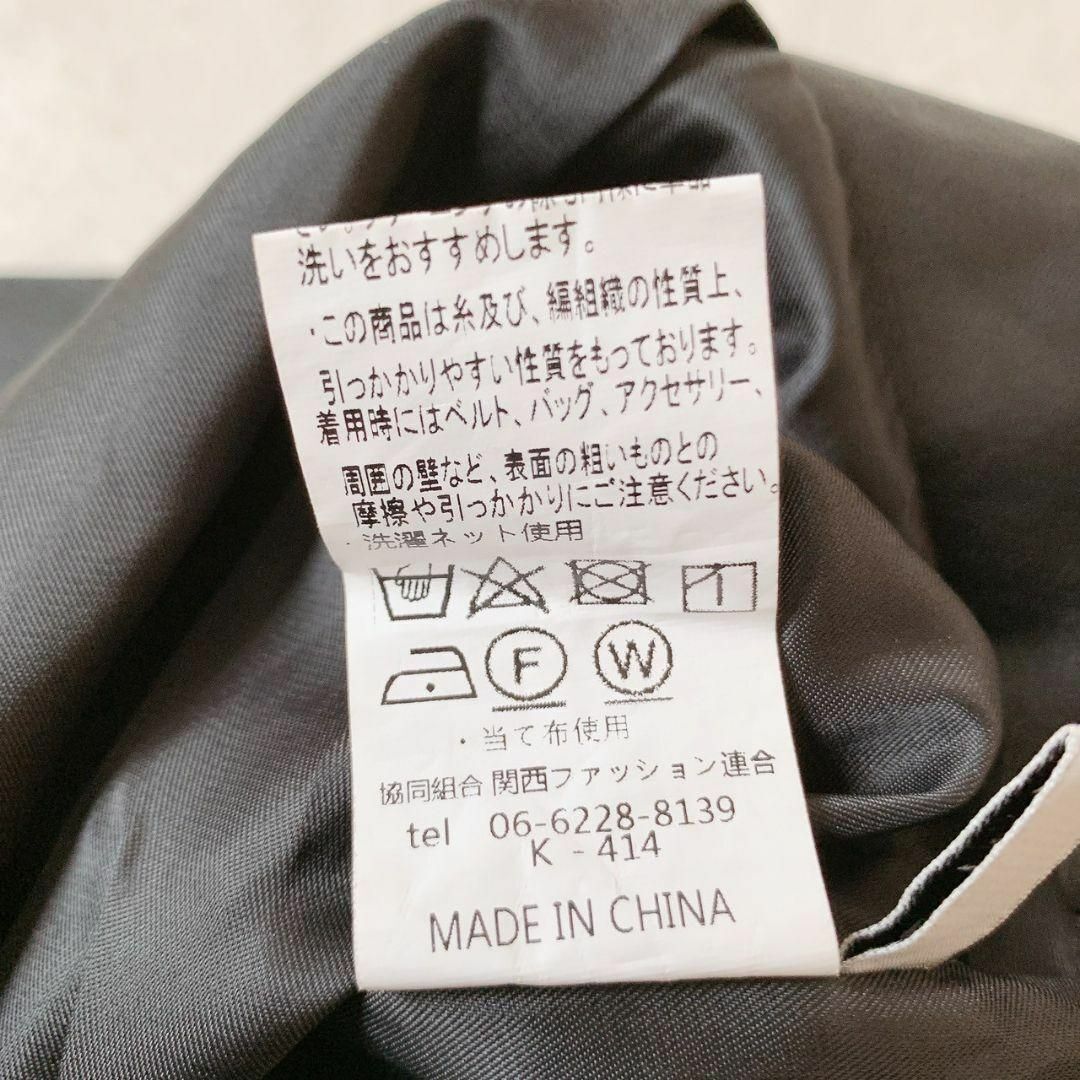 洗いをおすすめします。
・この商品は糸及び、編組織の性質上、
引っかかりやすい性質をもっております。
着用時にはベルト、バッグ、アクセサリー、
周囲の壁など、表面の粗いものとの
摩擦や引っかかりにご注意ください。
・洗濯ネット使用
F W
・当て布使用
協同組合 関西ファッション連合
tel 06-6228-8139
K - 414
MADE IN CHINA